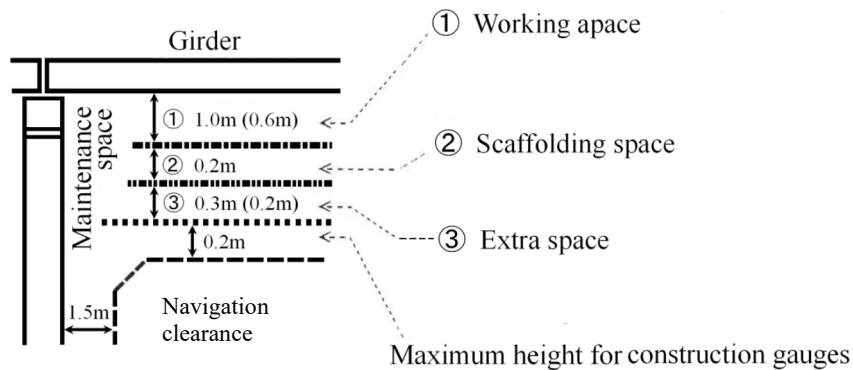 Girder
① Working apace
① 1.0m (0.6m)
② Scaffolding space
② 0.2m
Maintenance
space
③ 0.3m (0.2m)
③ Extra space
0.2m
1.5m
Navigation
clearance
Maximum height for construction gauges